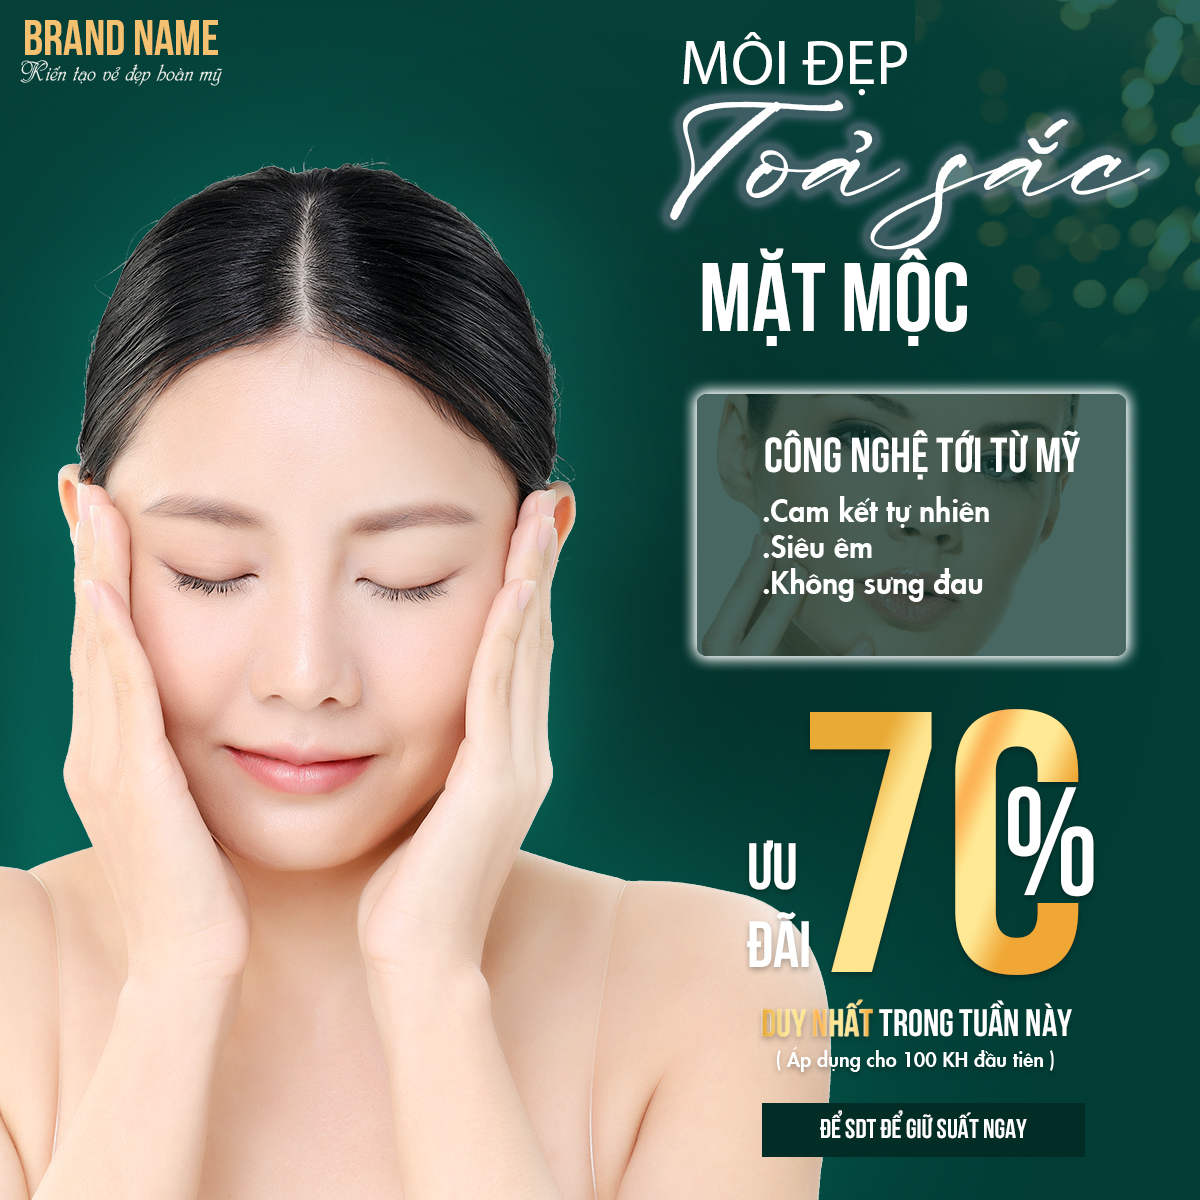 BRAND NAME
Kiến tạo vẻ đẹp hoàn mỹ
MÔI ĐẸP
Toả sắc
MẶT MỘC
CÔNG NGHỆ TỚI TỪ MỸ
.Cam kết tự nhiên
.Siêu êm
.Không sưng đau
ƯU
ĐÃI
70%
DUY NHẤT TRONG TUẦN NÀY
( Áp dụng cho 100 KH đầu tiên )
ĐỂ SDT ĐỂ GIỮ SUẤT NGAY